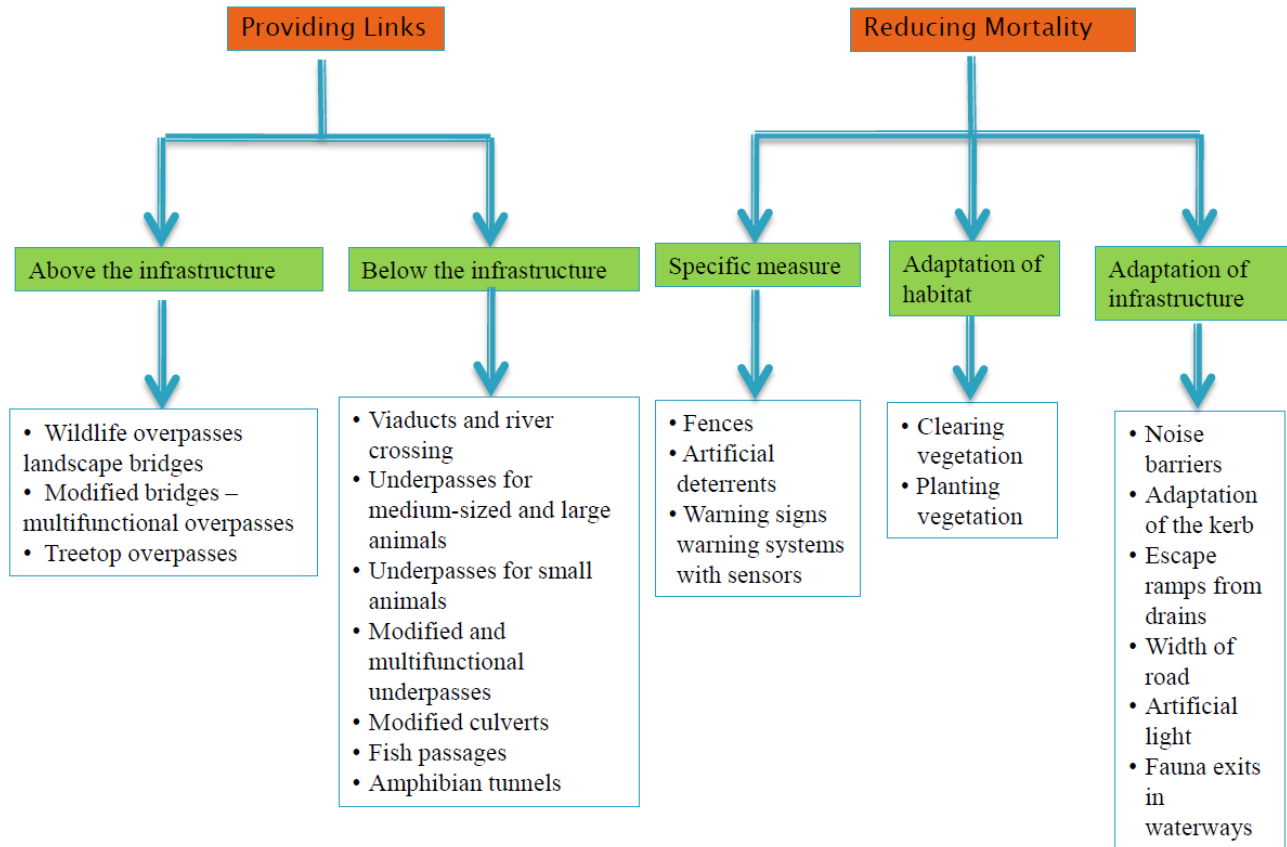 Providing Links
Reducing Mortality
Above the infrastructure
Below the infrastructure
Specific measure
Adaptation of
habitat
Adaptation of
infrastructure
• Wildlife overpasses
landscape bridges
• Modified bridges –
multifunctional overpasses
• Treetop overpasses
• Viaducts and river
crossing
• Underpasses for
medium-sized and large
animals
• Underpasses for small
animals
• Modified and
multifunctional
underpasses
• Modified culverts
• Fish passages
• Amphibian tunnels
• Fences
• Artificial
deterrents
• Warning signs
warning systems
with sensors
• Clearing
vegetation
• Planting
vegetation
• Noise
barriers
• Adaptation
of the kerb
• Escape
ramps from
drains
• Width of
road
• Artificial
light
• Fauna exits
in
waterways